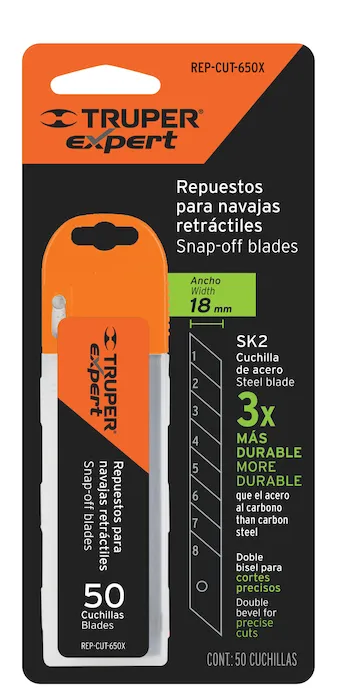 REP-CUT-650X
TRUPER®
expert
Repuestos
para navajas
retráctiles
Snap-off blades
Ancho
Width
18 mm
SK2
Cuchilla
de acero
Steel blade
3x
MÁS
DURABLE
MORE
DURABLE
que el acero
al carbono
than carbon
steel
1
2
3
4
5
6
7
8
Doble
bisel para
cortes
precisos
Double
bevel for
precise
cuts
CONT: 50 CUCHILLAS
TRUPER®
expert
Repuestos para
navajas retráctiles
Snap-off blades
50
Cuchillas
Blades
REP-CUT-650X